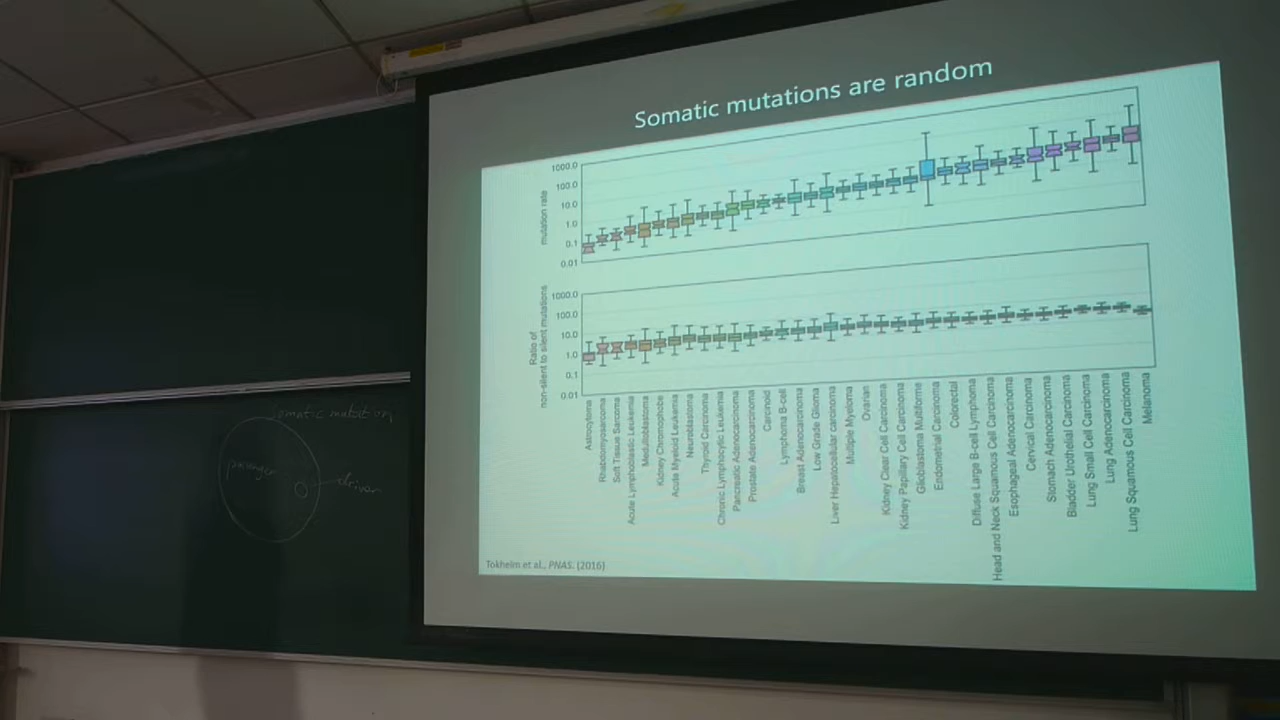 Somatic mutations are random
mutation rate
1000.0
100.0
10.0
1.0
0.1
0.01
Ratio of
non-silent to silent mutations
1000.0
100.0
10.0
1.0
0.1
0.01
Astrocytoma
Rhabdomyosarcoma
Soft Tissue Sarcoma
Acute Lymphoblastic Leukemia
Medulloblastoma
Kidney Chromophobe
Acute Myeloid Leukemia
Neuroblastoma
Thyroid Carcinoma
Chronic Lymphocytic Leukemia
Pancreatic Adenocarcinoma
Prostate Adenocarcinoma
Carcinoid
Lymphoma B-cell
Breast Adenocarcinoma
Low Grade Glioma
Liver Hepatocellular carcinoma
Multiple Myeloma
Ovarian
Kidney Clear Cell Carcinoma
Kidney Papillary Cell Carcinoma
Glioblastoma Multiforme
Endometrial Carcinoma
Colorectal
Diffuse Large B-cell Lymphoma
Head and Neck Squamous Cell Carcinoma
Esophageal Adenocarcinoma
Cervical Carcinoma
Stomach Adenocarcinoma
Bladder Urothelial Carcinoma
Lung Small Cell Carcinoma
Lung Adenocarcinoma
Lung Squamous Cell Carcinoma
Melanoma
Tokheim et al., PNAS. (2016)
somatic mutation
passenger
driver